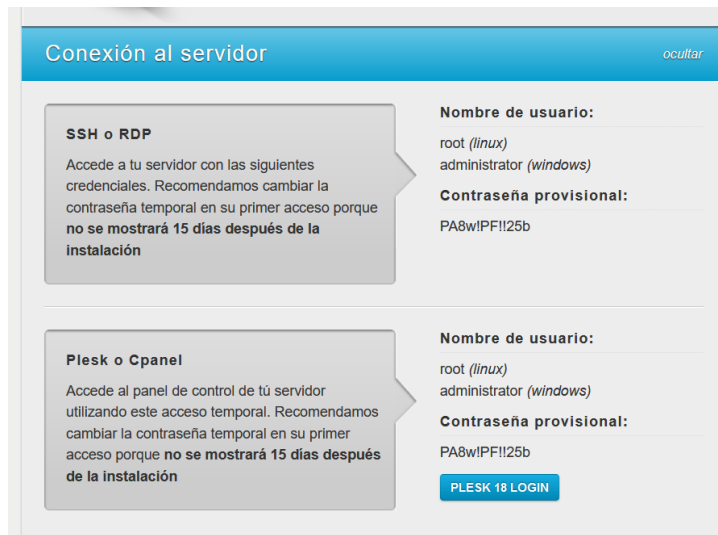 Conexión al servidor
ocultar
SSH o RDP
Accede a tu servidor con las siguientes
credenciales. Recomendamos cambiar la
contraseña temporal en su primer acceso porque
no se mostrará 15 días después de la
instalación
Nombre de usuario:
root (linux)
administrator (windows)
Contraseña provisional:
PA8w!PF!!25b
Plesk o Cpanel
Accede al panel de control de tú servidor
utilizando este acceso temporal. Recomendamos
cambiar la contraseña temporal en su primer
acceso porque no se mostrará 15 días después
de la instalación
Nombre de usuario:
root (linux)
administrator (windows)
Contraseña provisional:
PA8w!PF!!25b
PLESK 18 LOGIN